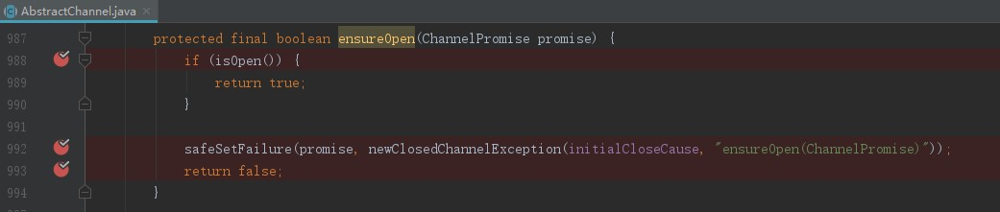 AbstractChannel.java
987 protected final boolean ensureOpen(ChannelPromise promise) {
988 if (isOpen()) {
989 return true;
990 }
991
992 safeSetFailure(promise, newClosedChannelException(initialCloseCause, "ensureOpen(ChannelPromise)"));
993 return false;
994 }